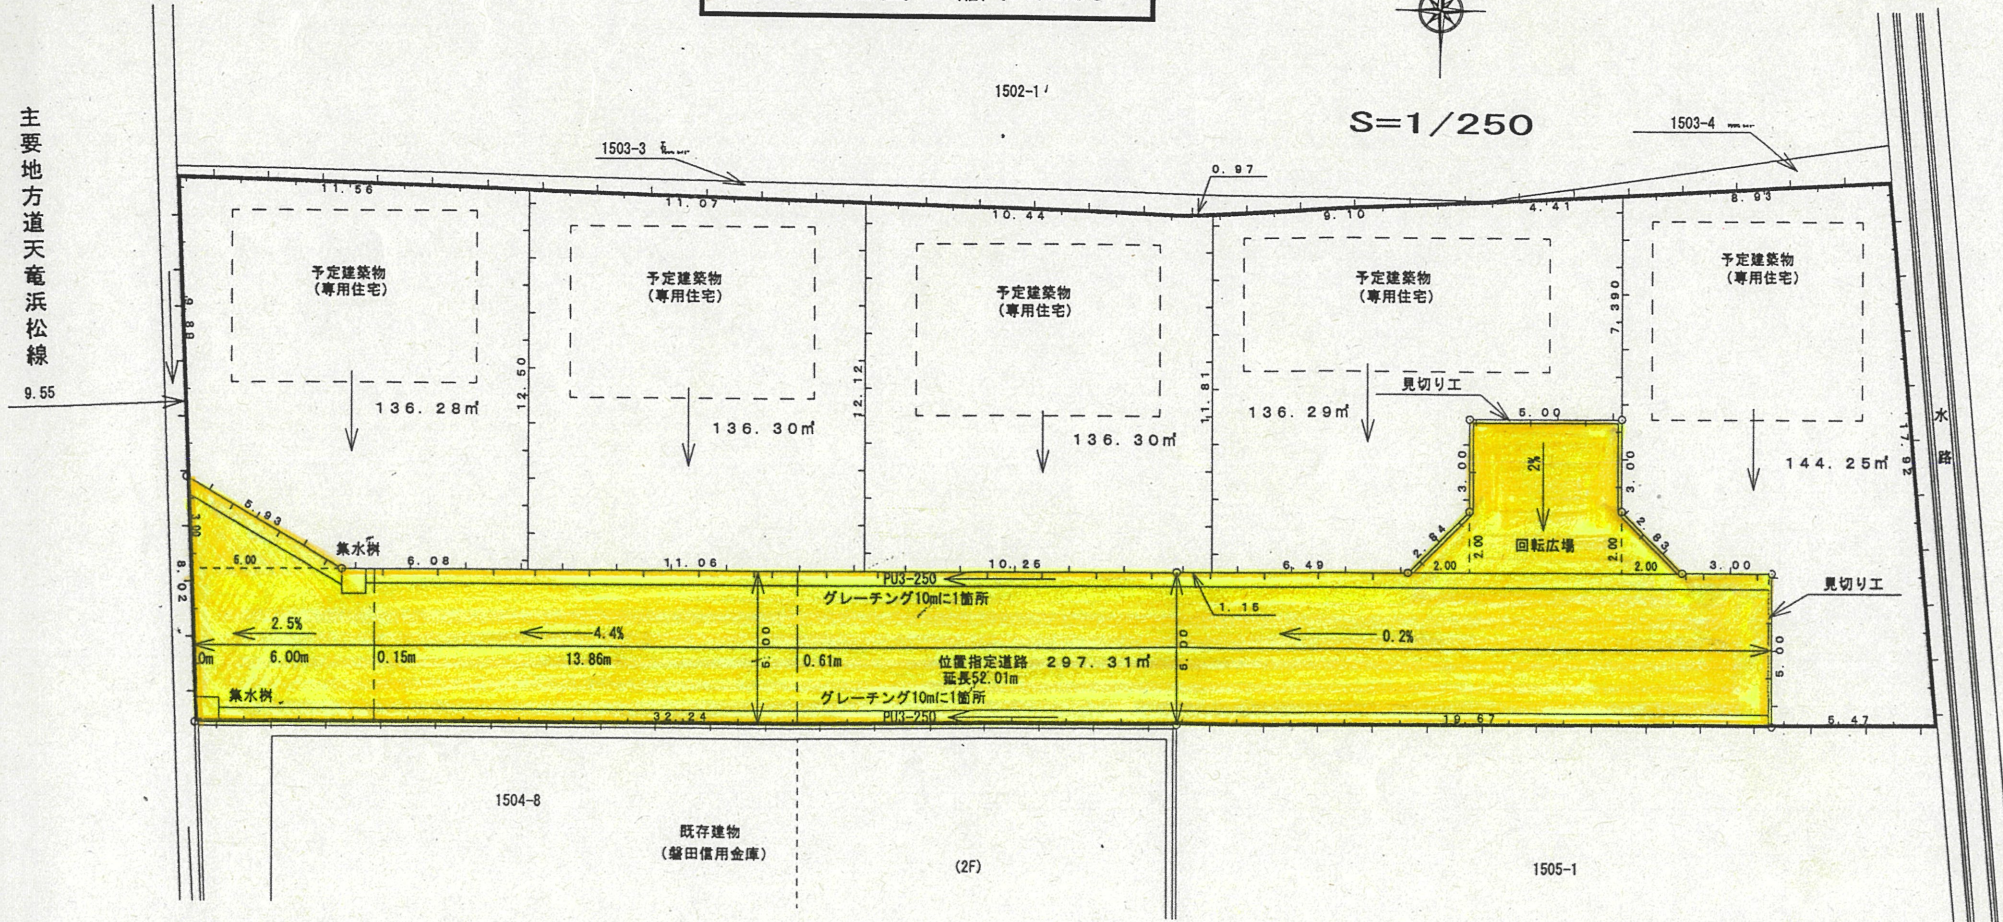 1502-1
S=1/250
1503-3
1503-4
主要地方道天竜浜松線
9.55
0.97
11.56
11.07
10.44
9.10
4.41
8.93
予定建築物
(専用住宅)
予定建築物
(専用住宅)
予定建築物
(専用住宅)
予定建築物
(専用住宅)
予定建築物
(専用住宅)
12.50
12.12
11.81
7.390
17.92
水路
136.28㎡
136.30㎡
136.30㎡
136.29㎡
144.25㎡
見切り工
5.00
3.00
2%
3.00
2.84
2.00
回転広場
2.00
2.83
2.00
2.00
5.93
3.00
8.02
集水桝
6.08
11.06
10.26
6.49
3.00
見切り工
PU3-250
グレーチング10mに1箇所
1.15
2.5%
4.4%
0.2%
6.00
6.00
5.00
6.00m
0.15m
13.86m
0.61m
位置指定道路 297.31㎡
延長52.01m
集水桝
グレーチング10mに1箇所
PU3-250
32.24
19.67
5.47
1504-8
既存建物
(磐田信用金庫)
(2F)
1505-1